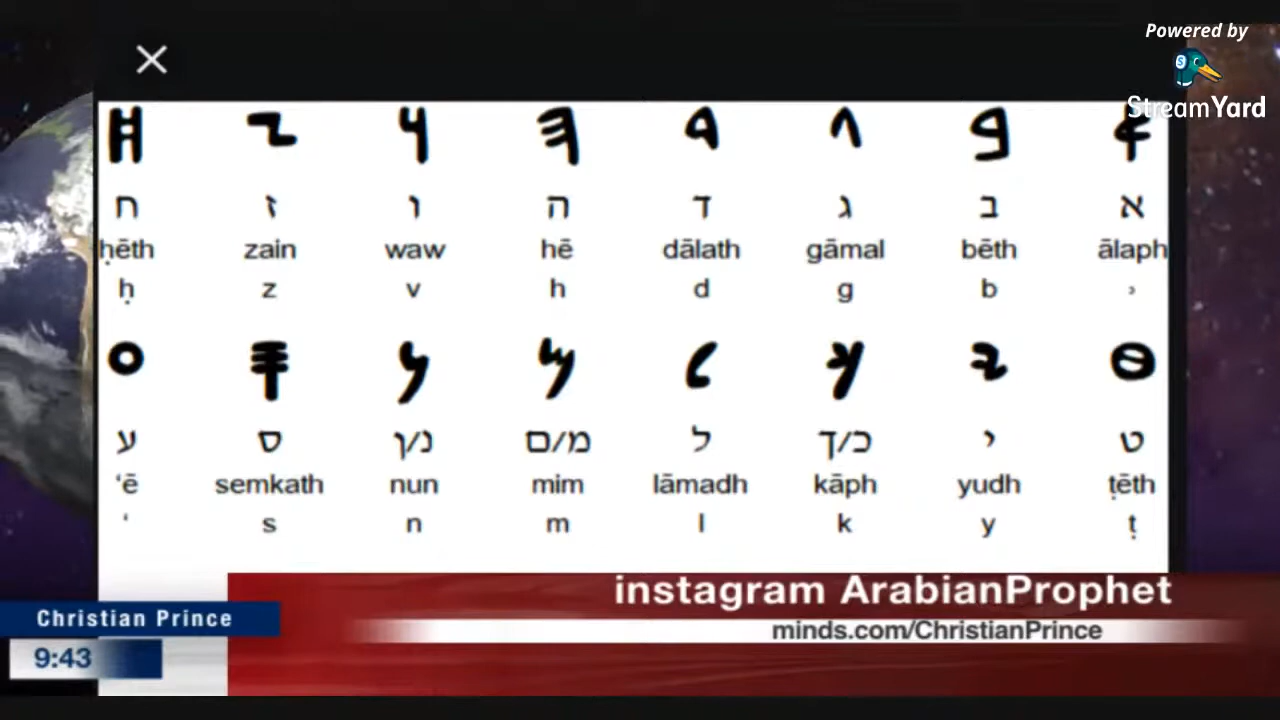 Powered by
StreamYard
𐤀 𐤁 𐤂 𐤃 𐤄 𐤅 𐤆 𐤇
א ב ג ד ה ו ז ח
ḥēth zain waw hē dālath gāmal bēth ālaph
ḥ z v h d g b ʾ
𐤈 𐤉 𐤊 𐤋 𐤌 𐤍 𐤎 𐤏
ט י כ/ך ל מ/ם נ/ן ס ע
ʿē semkath nun mim lāmadh kāph yudh ṭēth
ʿ s n m l k y ṭ
instagram ArabianProphet
Christian Prince
minds.com/ChristianPrince
9:43